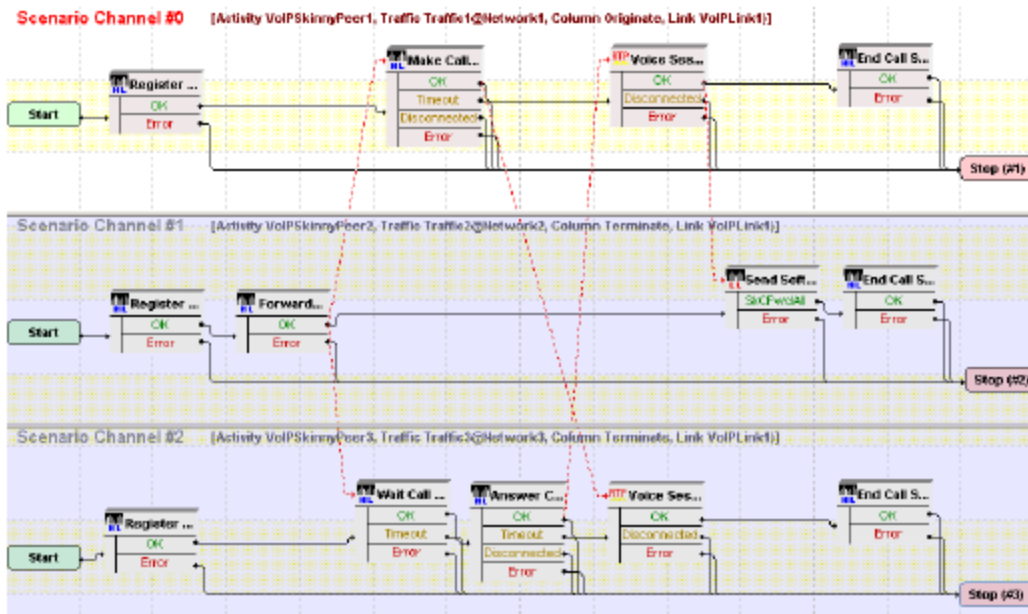 Scenario Channel #0 [Activity VoIPSkinnyPeer1, Traffic Traffic1@Network1, Column Originate, Link VoIPLink1)]
Start
Register ...
OK
Error
Make Call...
OK
Timeout
Disconnected
Error
Voice Ses...
OK
Disconnected
Error
End Call S...
OK
Error
Stop (#1)
Scenario Channel #1 [Activity VoIPSkinnyPeer2, Traffic Traffic2@Network2, Column Terminate, Link VoIPLink1)]
Start
Register ...
OK
Error
Forward...
OK
Error
Send Soft...
SkCFwdAll
Error
End Call S...
OK
Error
Stop (#2)
Scenario Channel #2 [Activity VoIPSkinnyPeer3, Traffic Traffic3@Network3, Column Terminate, Link VoIPLink1)]
Start
Register ...
OK
Error
Wait Call ...
OK
Timeout
Error
Answer C...
OK
Timeout
Disconnected
Error
Voice Ses...
OK
Disconnected
Error
End Call S...
OK
Error
Stop (#3)